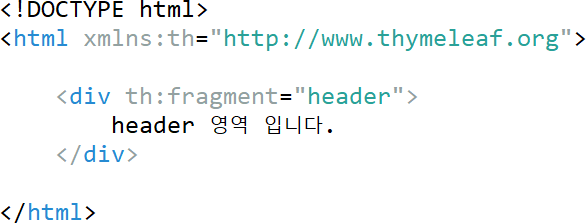 <!DOCTYPE html>
<html xmlns:th="http://www.thymeleaf.org">
<div th:fragment="header">
header 영역 입니다.
</div>
</html>